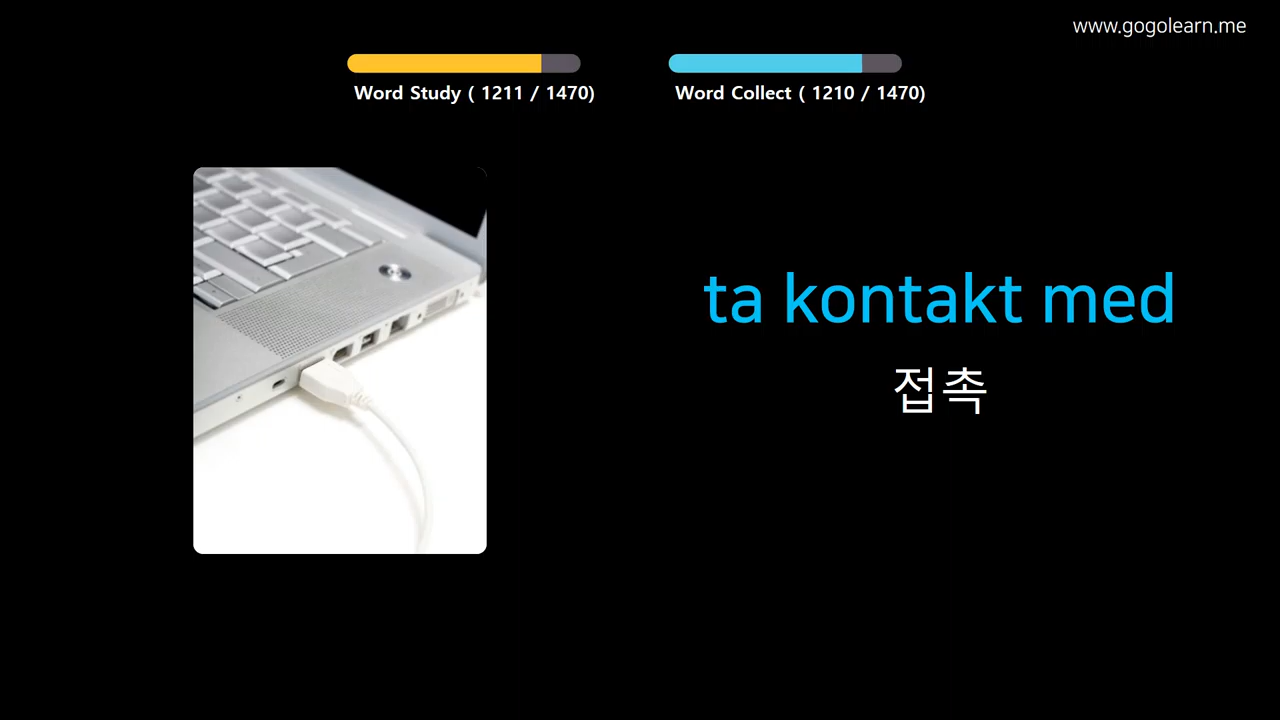 www.gogolearn.me
Word Study ( 1211 / 1470)
Word Collect ( 1210 / 1470)
ta kontakt med
접촉